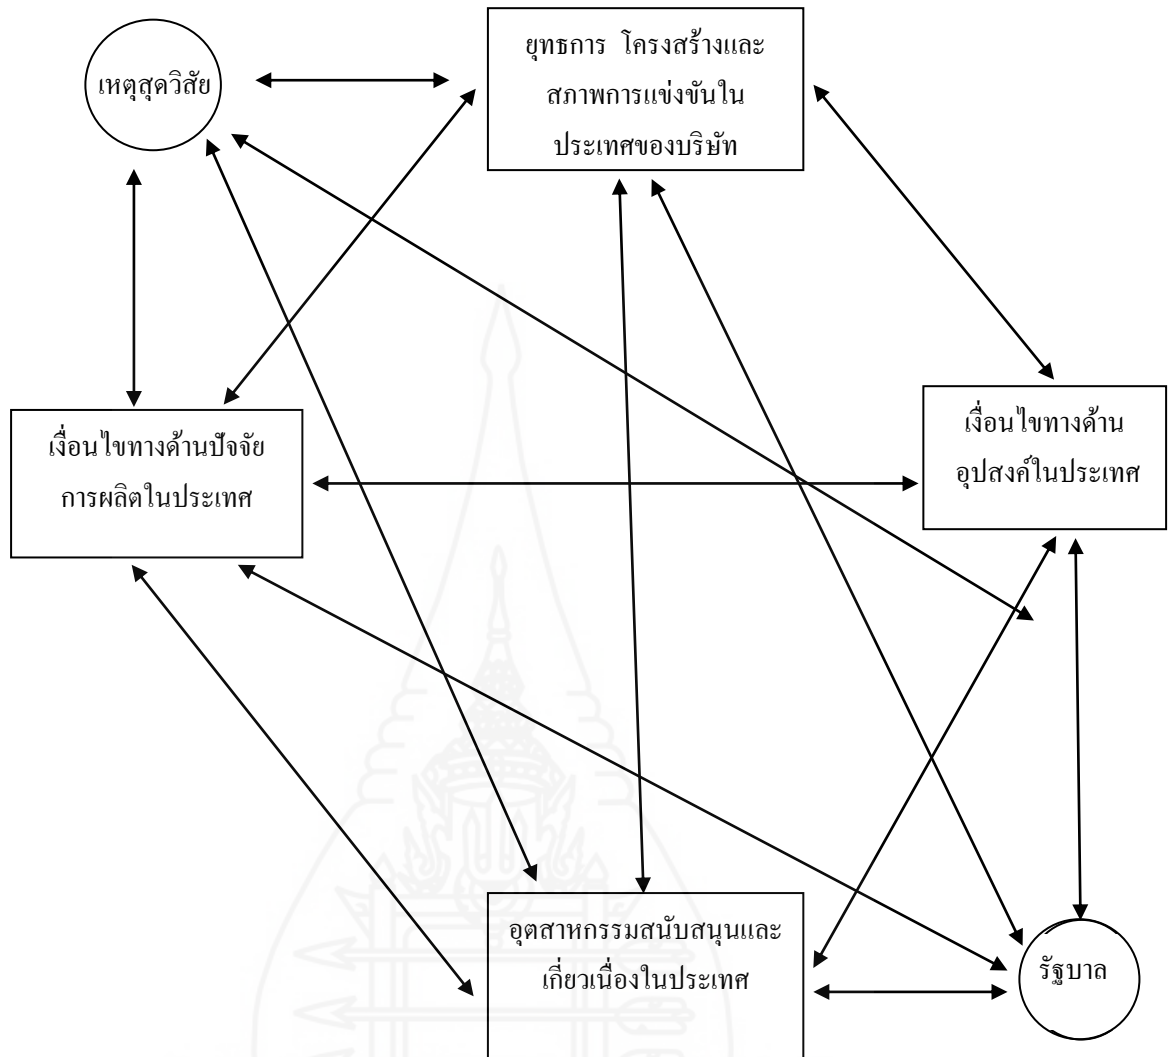 เหตุสุดวิสัย
ยุทธการ โครงสร้างและ
สภาพการแข่งขันใน
ประเทศของบริษัท
เงื่อนไขทางด้านปัจจัย
การผลิตในประเทศ
เงื่อนไขทางด้าน
อุปสงค์ในประเทศ
อุตสาหกรรมสนับสนุนและ
เกี่ยวเนื่องในประเทศ
รัฐบาล